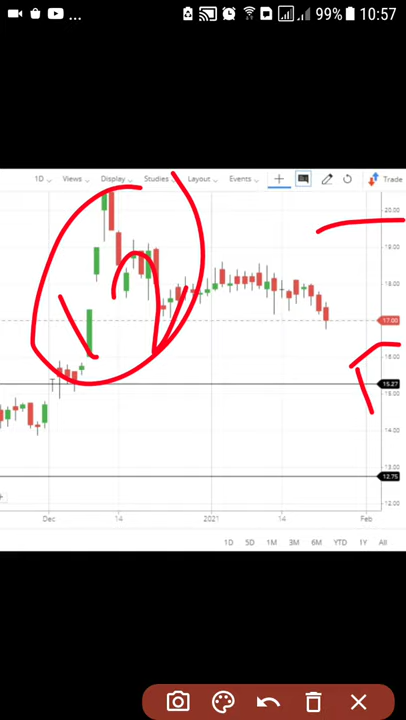 ... 99% 10:57
1D Views Display Studies Layout Events Trade
20.00
19.00
18.00
17.00
16.00
15.27
15.00
14.00
13.00
12.75
12.00
Dec 14 2021 14 Feb
1D 5D 1M 3M 6M YTD 1Y All